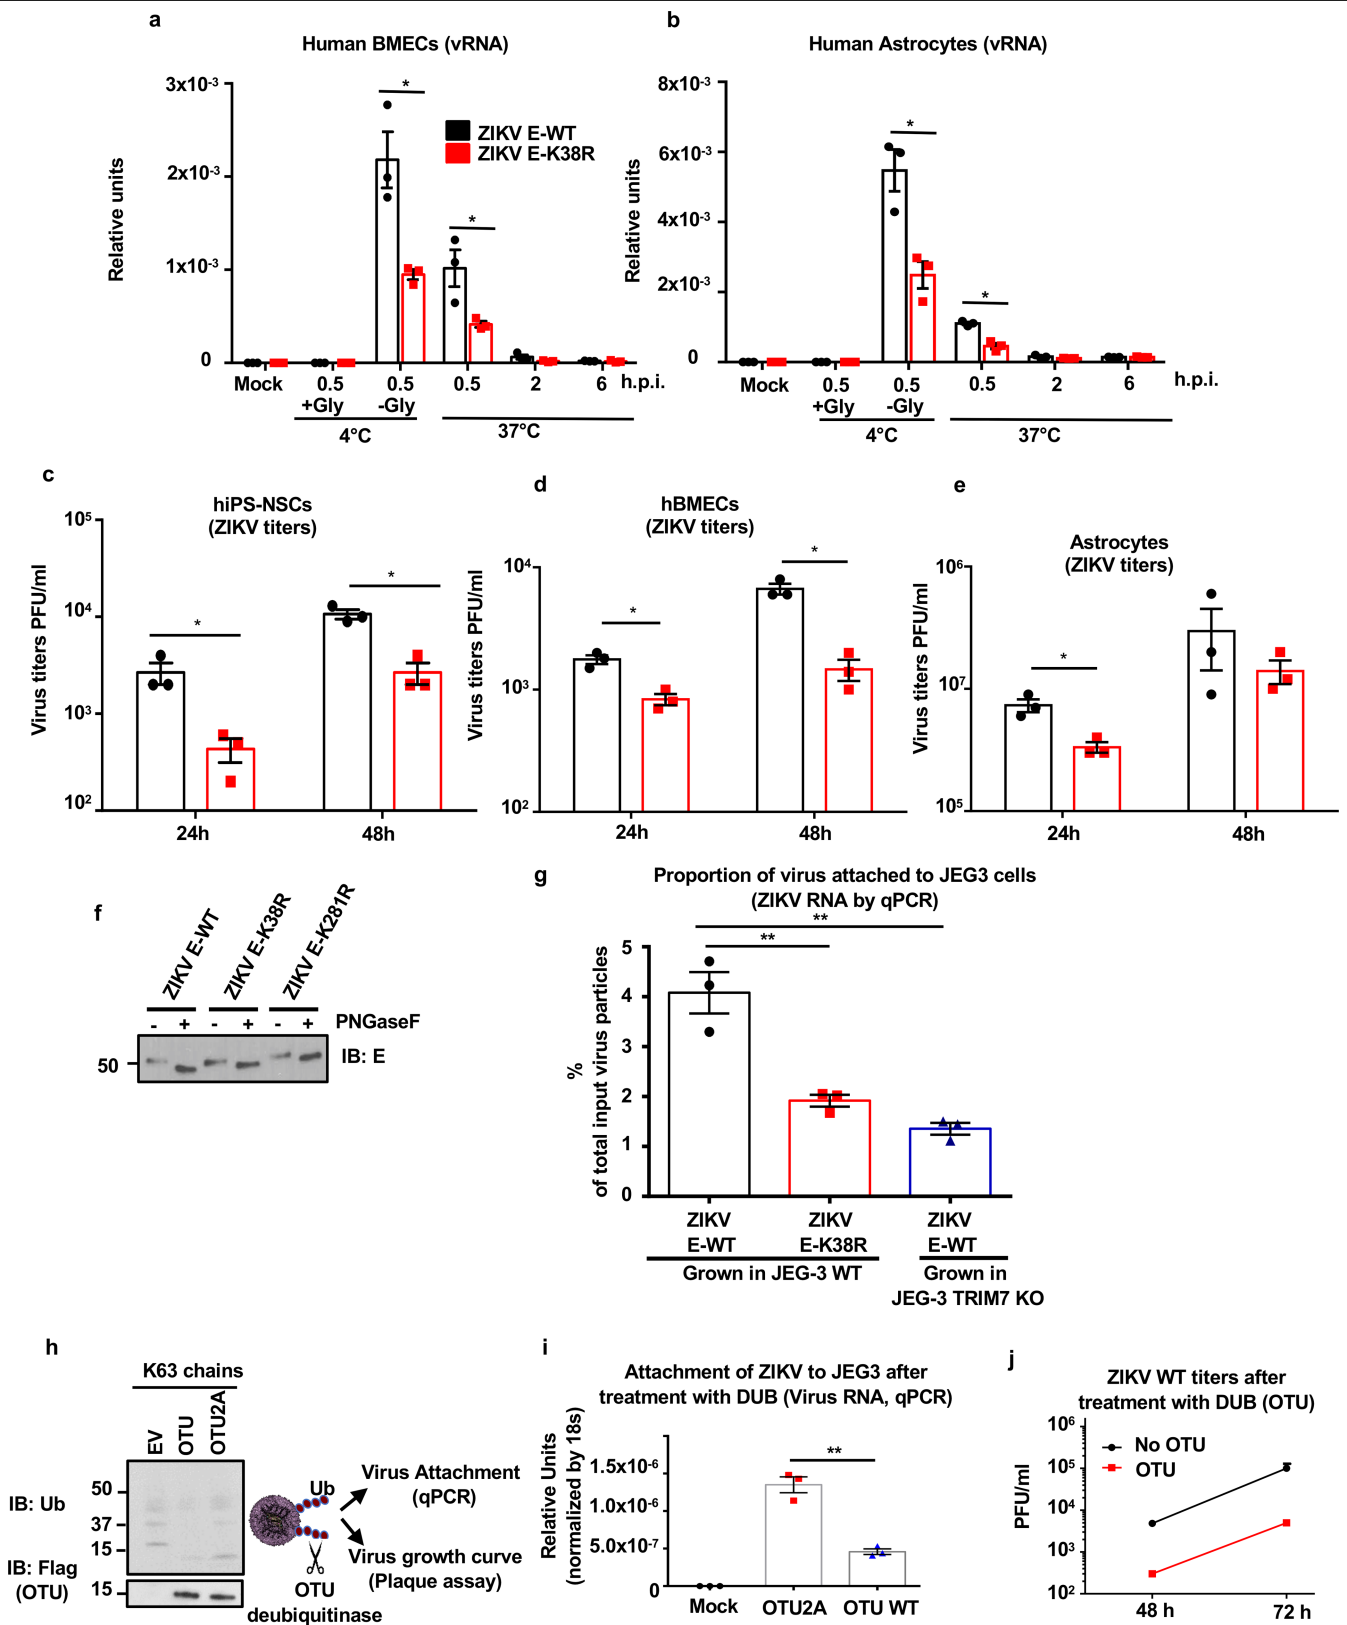 a
Human BMECs (vRNA)
Relative units
3x10-3
2x10-3
1x10-3
0
*
*
ZIKV E-WT
ZIKV E-K38R
Mock 0.5 0.5 0.5 2 6 h.p.i.
+Gly -Gly
4°C 37°C
b
Human Astrocytes (vRNA)
Relative units
8x10-3
6x10-3
4x10-3
2x10-3
0
*
*
Mock 0.5 0.5 0.5 2 6 h.p.i.
+Gly -Gly
4°C 37°C
c
hiPS-NSCs
(ZIKV titers)
Virus titers PFU/ml
105
104
103
102
*
*
24h 48h
d
hBMECs
(ZIKV titers)
Virus titers PFU/ml
104
103
102
*
*
24h 48h
e
Astrocytes
(ZIKV titers)
Virus titers PFU/ml
106
107
105
*
24h 48h
f
ZIKV E-WT
ZIKV E-K38R
ZIKV E-K281R
- + - + - + PNGaseF
50
IB: E
g
Proportion of virus attached to JEG3 cells
(ZIKV RNA by qPCR)
%
of total input virus particles
5
4
3
2
1
0
**
**
ZIKV ZIKV ZIKV
E-WT E-K38R E-WT
Grown in JEG-3 WT
Grown in
JEG-3 TRIM7 KO
h
K63 chains
EV
OTU
OTU2A
IB: Ub
50
37
15
IB: Flag
(OTU)
15
Ub
OTU
deubiquitinase
Virus Attachment
(qPCR)
Virus growth curve
(Plaque assay)
i
Attachment of ZIKV to JEG3 after
treatment with DUB (Virus RNA, qPCR)
Relative Units
(normalized by 18s)
1.5x10-6
1.0x10-6
5.0x10-7
0
**
Mock OTU2A OTU WT
j
ZIKV WT titers after
treatment with DUB (OTU)
PFU/ml
106
105
104
103
102
No OTU
OTU
48 h 72 h